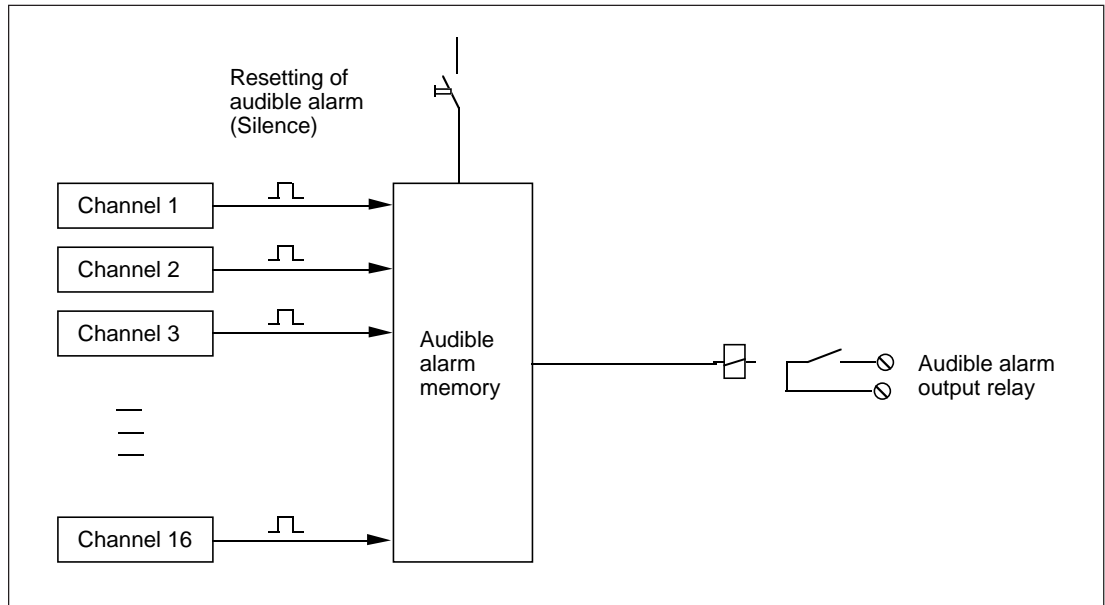 Resetting of
audible alarm
(Silence)
Channel 1
Channel 2
Channel 3
Channel 16
Audible
alarm
memory
Audible alarm
output relay